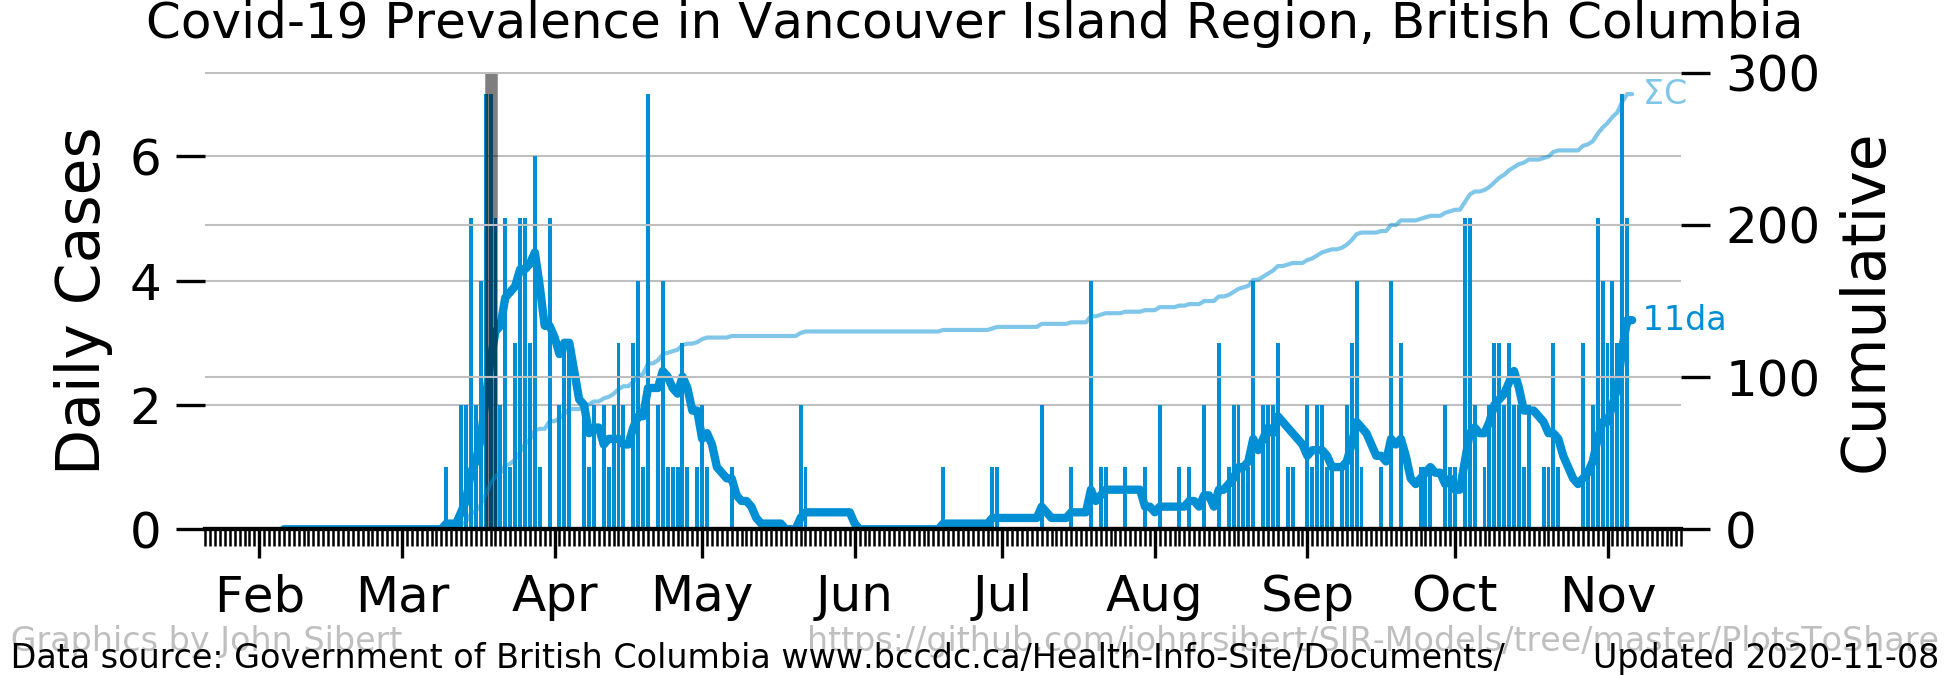 Covid-19 Prevalence in Vancouver Island Region, British Columbia
Daily Cases
6
4
2
0
300
200
100
0
Cumulative
ΣC
11da
Feb Mar Apr May Jun Jul Aug Sep Oct Nov
Graphics by John Sibert https://github.com/johnrsibert/SIR-Models/tree/master/PlotsToShare
Data source: Government of British Columbia www.bccdc.ca/Health-Info-Site/Documents/ Updated 2020-11-08